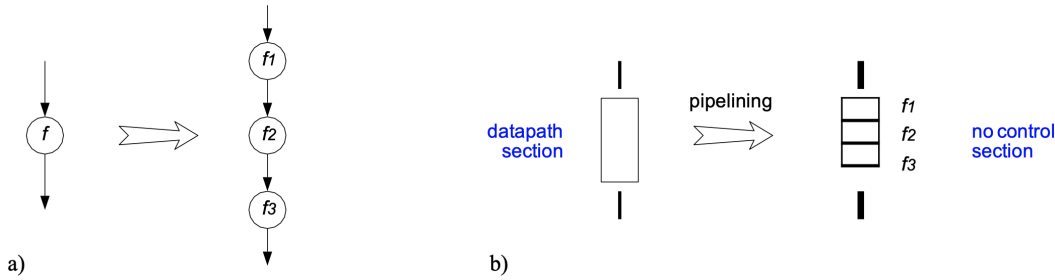 f
f1
f2
f3
a)
datapath
section
pipelining
f1
f2
f3
no control
section
b)